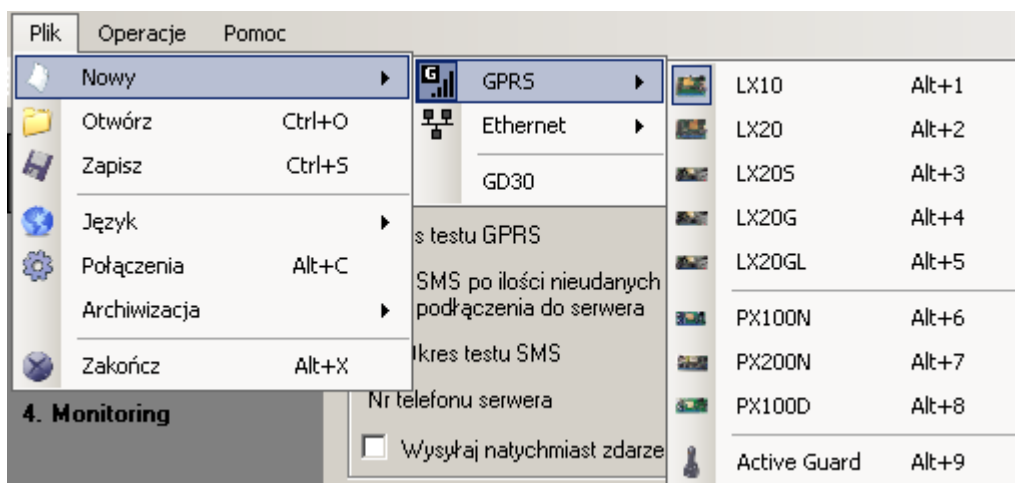 Plik Operacje Pomoc
Nowy
Otwórz Ctrl+O
Zapisz Ctrl+S
Język
Połączenia Alt+C
Archiwizacja
Zakończ Alt+X
GPRS
Ethernet
GD30
LX10 Alt+1
LX20 Alt+2
LX20S Alt+3
LX20G Alt+4
LX20GL Alt+5
PX100N Alt+6
PX200N Alt+7
PX100D Alt+8
Active Guard Alt+9
s testu GPRS
SMS po ilości nieudanych
podłączenia do serwera
kres testu SMS
Nr telefonu serwera
Wysyłaj natychmiast zdarze
4. Monitoring